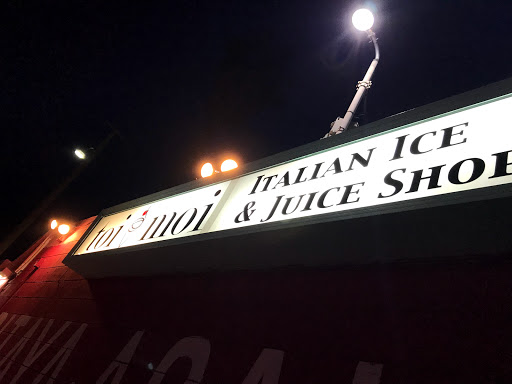 toi moi
ITALIAN ICE
& JUICE SHOP